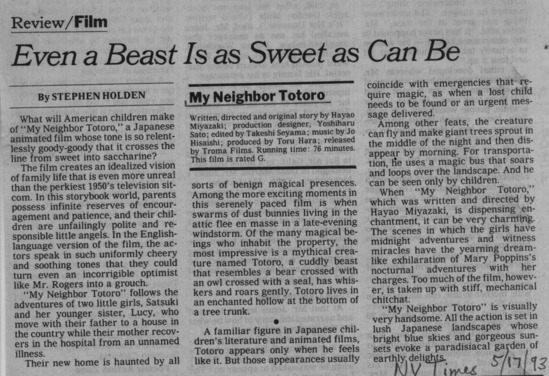 Review/Film
Even a Beast Is as Sweet as Can Be
By STEPHEN HOLDEN
What will American children make
of "My Neighbor Totoro," a Japanese
animated film whose tone is so relent-
lessly goody-goody that it crosses the
line from sweet into saccharine?
The film creates an idealized vision
of family life that is even more unreal
than the perkiest 1950's television sit-
com. In this storybook world, parents
possess infinite reserves of encour-
agement and patience, and their chil-
dren are unfailingly polite and re-
sponsible little angels. In the English-
language version of the film, the ac-
tors speak in such uniformly cheery
and soothing tones that they could
turn even an incorrigible optimist
like Mr. Rogers into a grouch.
"My Neighbor Totoro" follows the
adventures of two little girls, Satsuki
and her younger sister, Lucy, who
move with their father to a house in
the country while their mother recov-
ers in the hospital from an unnamed
illness.
Their new home is haunted by all
My Neighbor Totoro
Written, directed and original story by Hayao
Miyazaki; production designer, Yoshiharu
Sato; edited by Takeshi Seyama; music by Jo
Hisaishi; produced by Toru Hara; released
by Troma Films. Running time: 76 minutes.
This film is rated G.
sorts of benign magical presences.
Among the more exciting moments in
this serenely paced film is when
swarms of dust bunnies living in the
attic flee en masse in a late-evening
windstorm. Of the many magical be-
ings who inhabit the property, the
most impressive is a mythical crea-
ture named Totoro, a cuddly beast
that resembles a bear crossed with
an owl crossed with a seal, has whis-
kers and roars gently. Totoro lives in
an enchanted hollow at the bottom of
a tree trunk.
•
A familiar figure in Japanese chil-
dren's literature and animated films,
Totoro appears only when he feels
like it. But those appearances usually
coincide with emergencies that re-
quire magic, as when a lost child
needs to be found or an urgent mes-
sage delivered.
Among other feats, the creature
can fly and make giant trees sprout in
the middle of the night and then dis-
appear by morning. For transporta-
tion, he uses a magic bus that soars
and loops over the landscape. And he
can be seen only by children.
When "My Neighbor Totoro,"
which was written and directed by
Hayao Miyazaki, is dispensing en-
chantment, it can be very charming.
The scenes in which the girls have
midnight adventures and witness
miracles have the yearning dream-
like exhilaration of Mary Poppins's
nocturnal adventures with her
charges. Too much of the film, howev-
er, is taken up with stiff, mechanical
chitchat.
"My Neighbor Totoro" is visually
very handsome. All the action is set in
lush Japanese landscapes whose
bright blue skies and gorgeous sun-
sets evoke a paradisiacal garden of
earthly delights.
NY Times 5/17/93